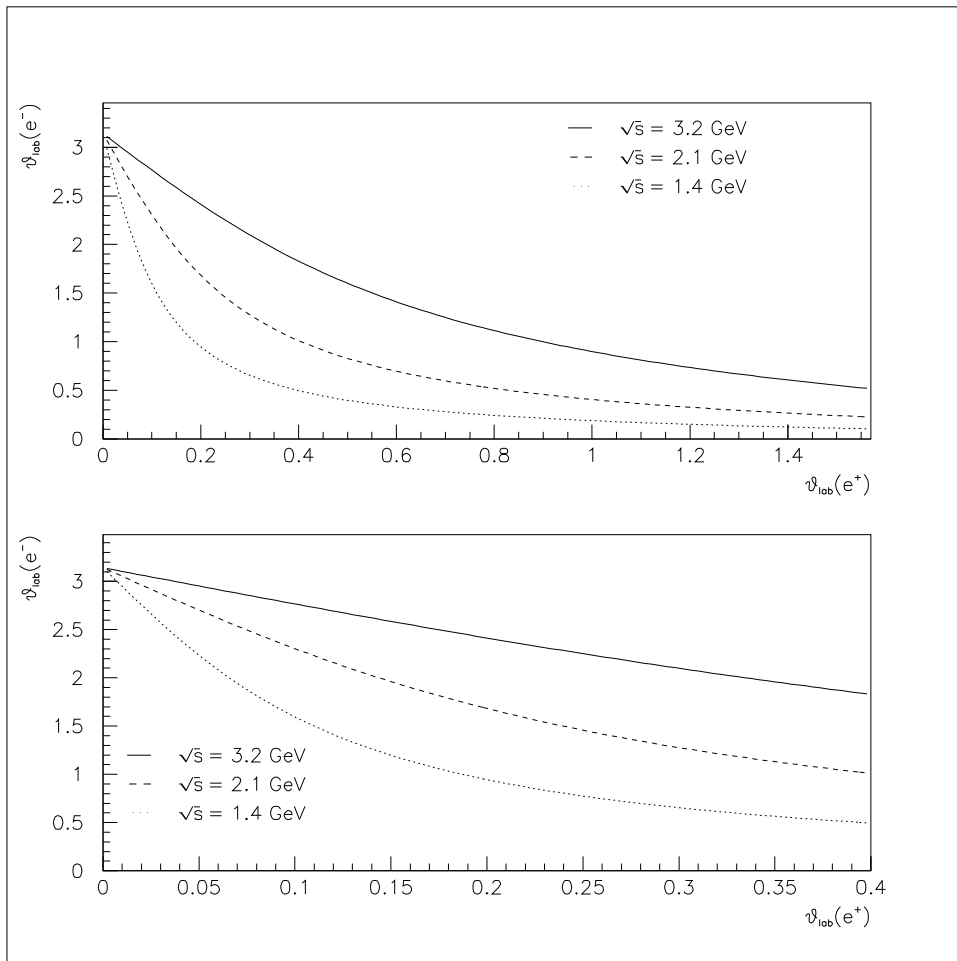 ϑlab(e⁻)
√s = 3.2 GeV
√s = 2.1 GeV
√s = 1.4 GeV
3
2.5
2
1.5
1
0.5
0
0 0.2 0.4 0.6 0.8 1 1.2 1.4
ϑlab(e⁺)
ϑlab(e⁻)
3
2.5
2
1.5
√s = 3.2 GeV
1
√s = 2.1 GeV
√s = 1.4 GeV
0.5
0
0 0.05 0.1 0.15 0.2 0.25 0.3 0.35 0.4
ϑlab(e⁺)